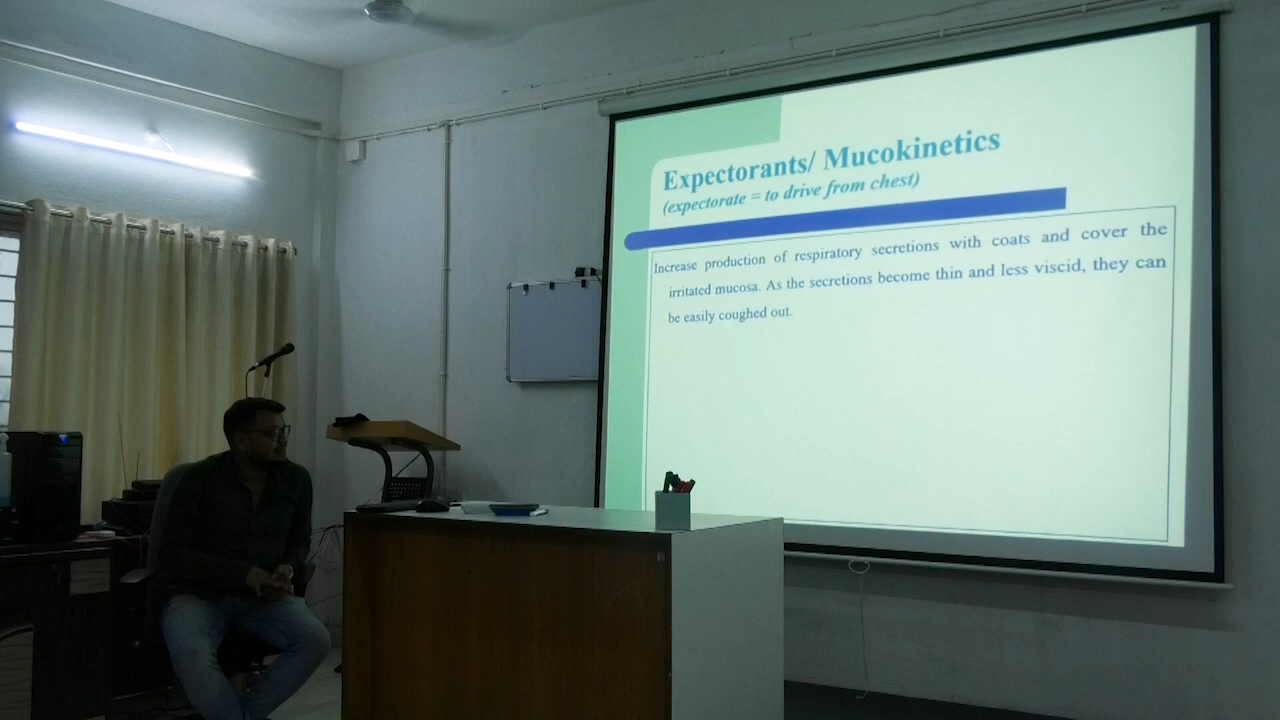 Expectorants/ Mucokinetics
(expectorate = to drive from chest)
Increase production of respiratory secretions with coats and cover the
irritated mucosa. As the secretions become thin and less viscid, they can
be easily coughed out.